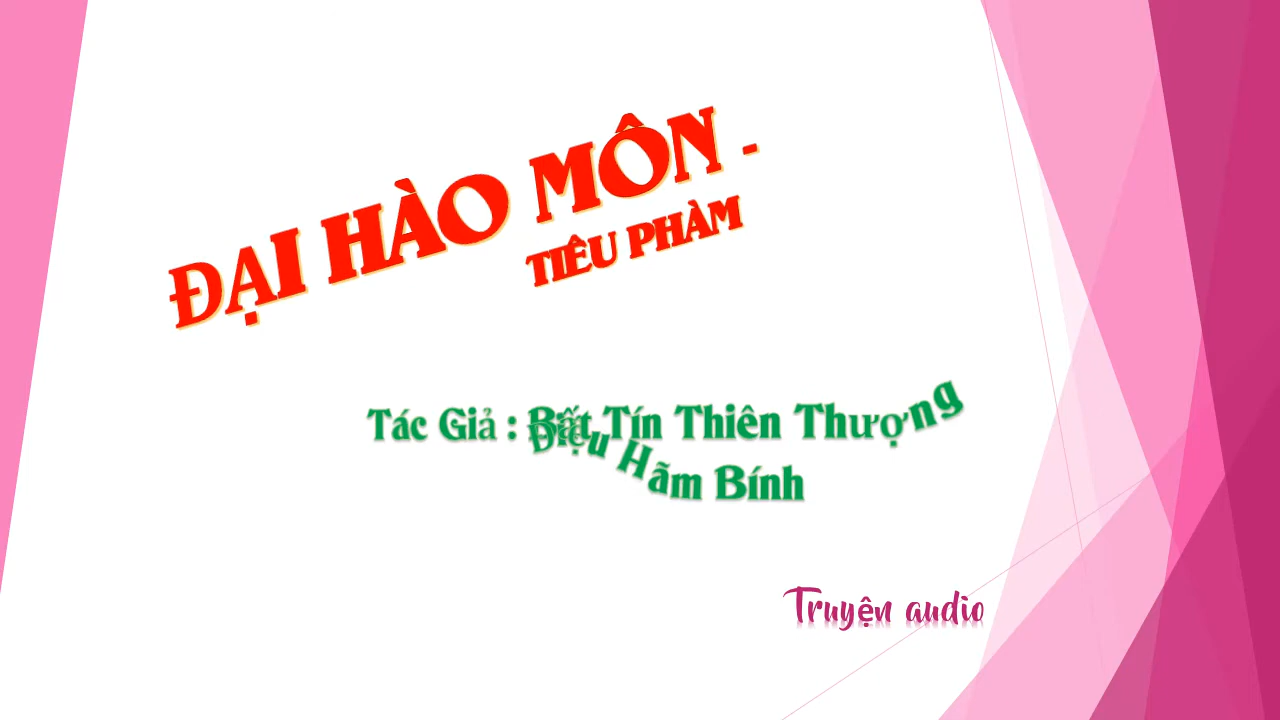 ĐẠI HÀO MÔN -
TIÊU PHÀM
Tác Giả : Bất Tín Thiên Thượng
Điệu Hãm Bính
Truyện audio